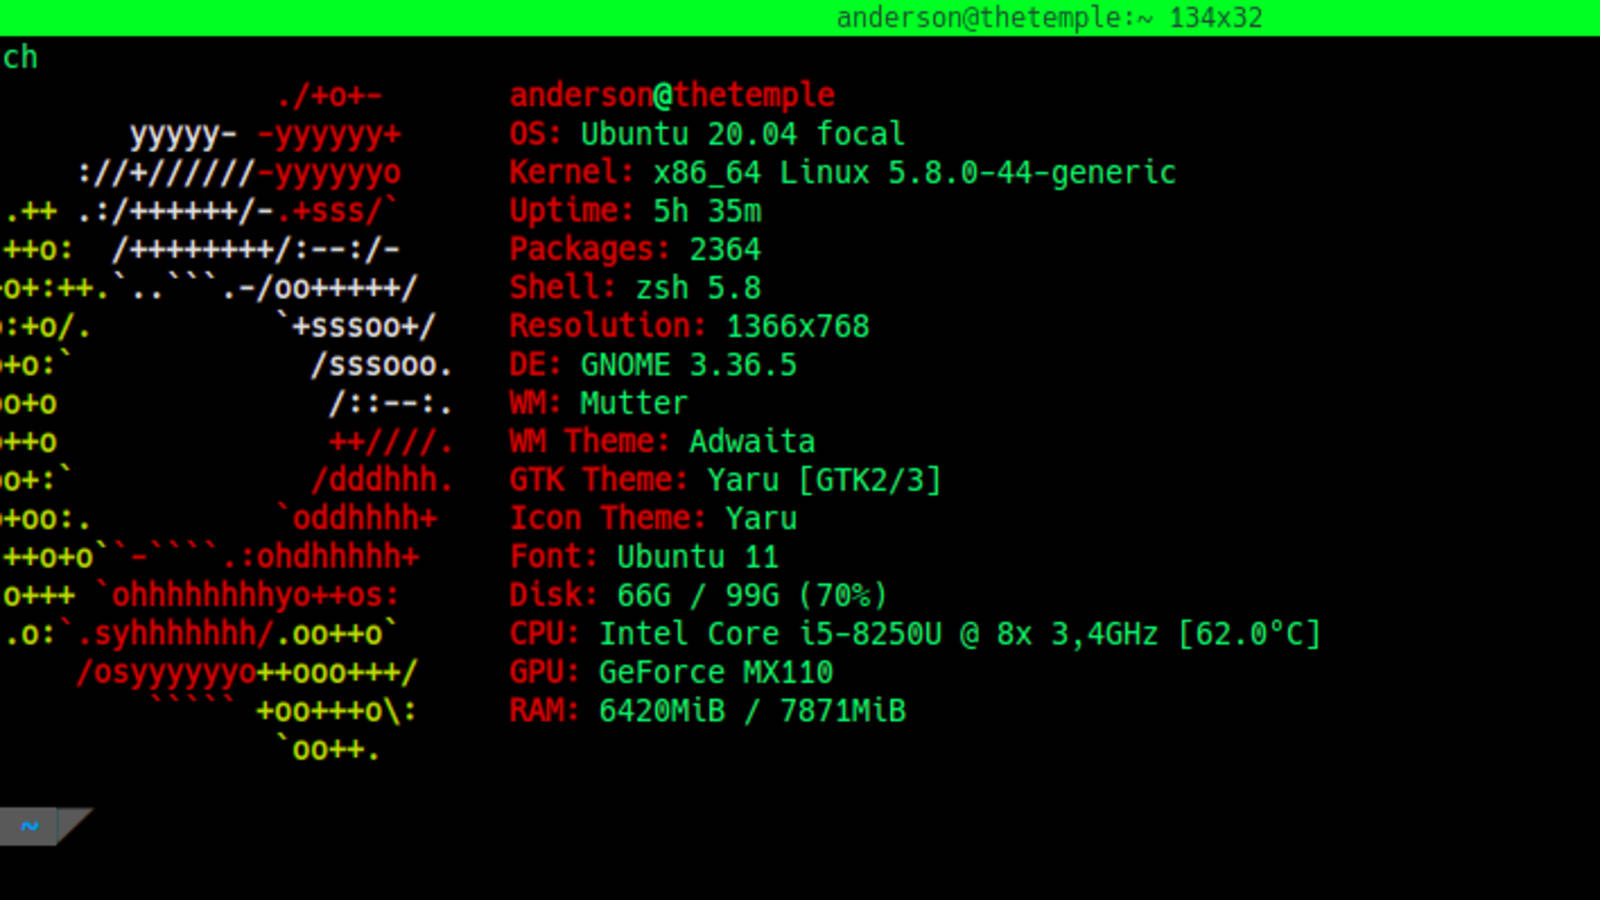 anderson@thetemple:~ 134x32
ch
./+o+- anderson@thetemple
yyyyy- -yyyyyy+ OS: Ubuntu 20.04 focal
://+//////-yyyyyyo Kernel: x86_64 Linux 5.8.0-44-generic
.++ .:/++++++/-.+sss/` Uptime: 5h 35m
++o: /++++++++/:--:/- Packages: 2364
o+:++.`..```.-/oo+++++/ Shell: zsh 5.8
:+o/. `+sssoo+/ Resolution: 1366x768
+o:` /sssooo. DE: GNOME 3.36.5
o+o /::--:. WM: Mutter
++o ++////. WM Theme: Adwaita
o+:` /dddhhh. GTK Theme: Yaru [GTK2/3]
+oo:. `oddhhhh+ Icon Theme: Yaru
++o+o``-````.:ohdhhhhh+ Font: Ubuntu 11
o+++ `ohhhhhhhhyo++os: Disk: 66G / 99G (70%)
.o:`.syhhhhhhh/.oo++o` CPU: Intel Core i5-8250U @ 8x 3,4GHz [62.0°C]
/osyyyyyyo++ooo+++/ GPU: GeForce MX110
````` +oo+++o\: RAM: 6420MiB / 7871MiB
`oo++.
~